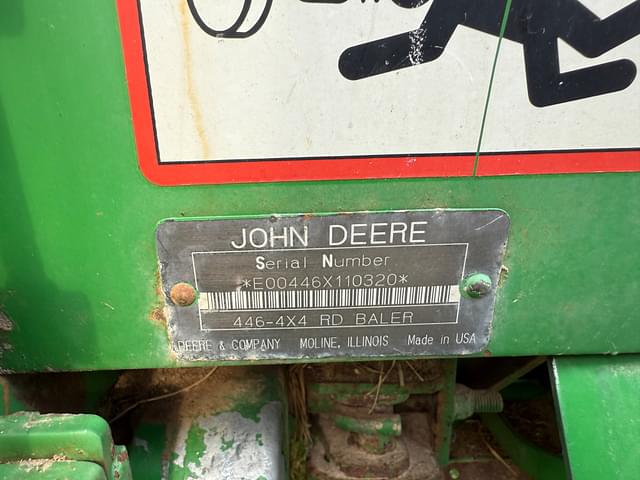 JOHN DEERE
Serial Number
*E00446X110320*
446-4X4 RD BALER
DEERE & COMPANY MOLINE, ILLINOIS Made in USA